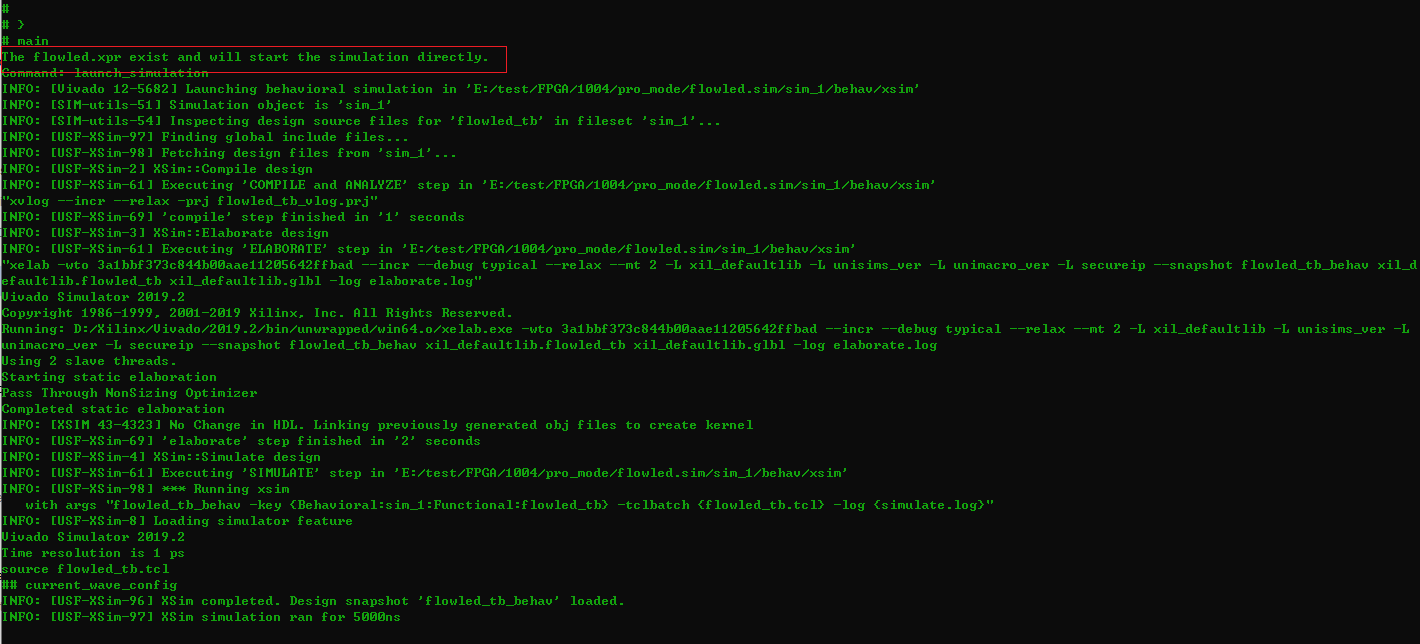 #
# }
# main
The flowled.xpr exist and will start the simulation directly.
Command: launch_simulation
INFO: [Vivado 12-5682] Launching behavioral simulation in 'E:/test/FPGA/1004/pro_mode/flowled.sim/sim_1/behav/xsim'
INFO: [SIM-utils-51] Simulation object is 'sim_1'
INFO: [SIM-utils-54] Inspecting design source files for 'flowled_tb' in fileset 'sim_1'...
INFO: [USF-XSim-97] Finding global include files...
INFO: [USF-XSim-98] Fetching design files from 'sim_1'...
INFO: [USF-XSim-2] XSim::Compile design
INFO: [USF-XSim-61] Executing 'COMPILE and ANALYZE' step in 'E:/test/FPGA/1004/pro_mode/flowled.sim/sim_1/behav/xsim'
"xvlog --incr --relax -prj flowled_tb_vlog.prj"
INFO: [USF-XSim-69] 'compile' step finished in '1' seconds
INFO: [USF-XSim-3] XSim::Elaborate design
INFO: [USF-XSim-61] Executing 'ELABORATE' step in 'E:/test/FPGA/1004/pro_mode/flowled.sim/sim_1/behav/xsim'
"xelab -wto 3a1bbf373c844b00aae11205642ffbad --incr --debug typical --relax --mt 2 -L xil_defaultlib -L unisims_ver -L unimacro_ver -L secureip --snapshot flowled_tb_behav xil_d
efaultlib.flowled_tb xil_defaultlib.glbl -log elaborate.log"
Vivado Simulator 2019.2
Copyright 1986-1999, 2001-2019 Xilinx, Inc. All Rights Reserved.
Running: D:/Xilinx/Vivado/2019.2/bin/unwrapped/win64.o/xelab.exe -wto 3a1bbf373c844b00aae11205642ffbad --incr --debug typical --relax --mt 2 -L xil_defaultlib -L unisims_ver -L
unimacro_ver -L secureip --snapshot flowled_tb_behav xil_defaultlib.flowled_tb xil_defaultlib.glbl -log elaborate.log
Using 2 slave threads.
Starting static elaboration
Pass Through NonSizing Optimizer
Completed static elaboration
INFO: [XSIM 43-4323] No Change in HDL. Linking previously generated obj files to create kernel
INFO: [USF-XSim-69] 'elaborate' step finished in '2' seconds
INFO: [USF-XSim-4] XSim::Simulate design
INFO: [USF-XSim-61] Executing 'SIMULATE' step in 'E:/test/FPGA/1004/pro_mode/flowled.sim/sim_1/behav/xsim'
INFO: [USF-XSim-98] *** Running xsim
with args "flowled_tb_behav -key {Behavioral:sim_1:Functional:flowled_tb} -tclbatch {flowled_tb.tcl} -log {simulate.log}"
INFO: [USF-XSim-8] Loading simulator feature
Vivado Simulator 2019.2
Time resolution is 1 ps
source flowled_tb.tcl
## current_wave_config
INFO: [USF-XSim-96] XSim completed. Design snapshot 'flowled_tb_behav' loaded.
INFO: [USF-XSim-97] XSim simulation ran for 5000ns